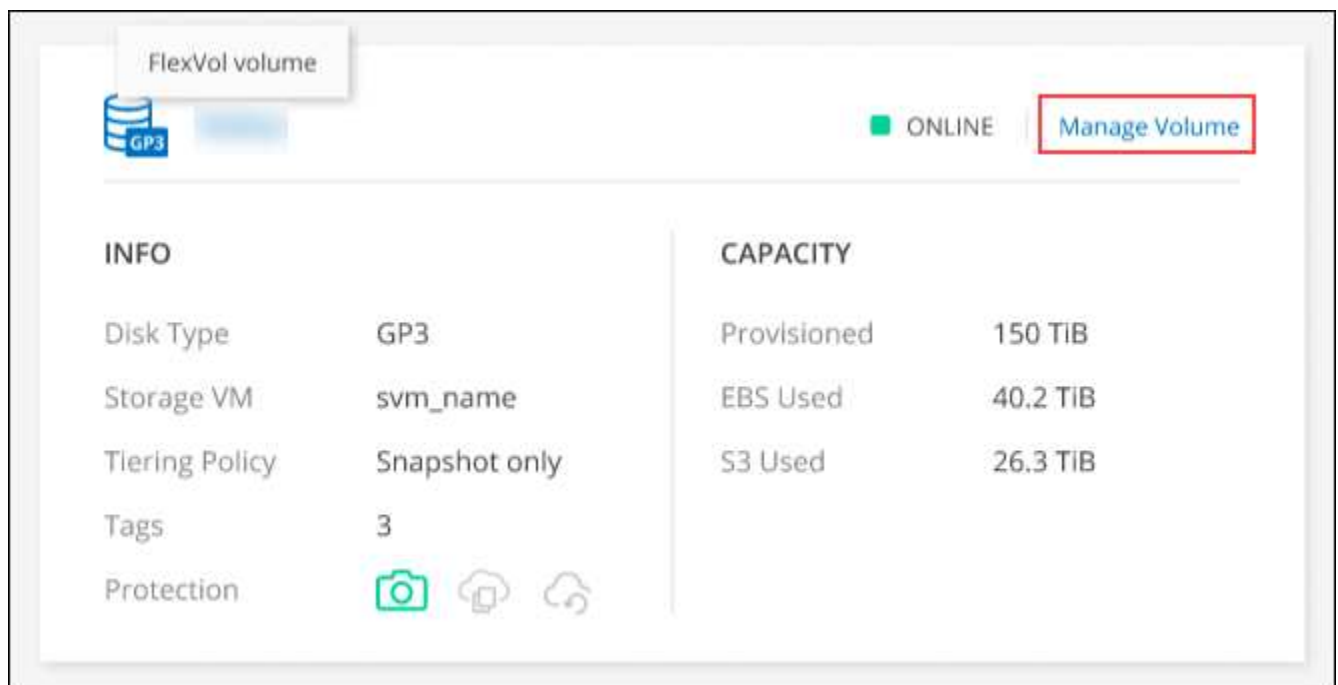 FlexVol volume
GP3
ONLINE
Manage Volume
INFO
Disk Type GP3
Storage VM svm_name
Tiering Policy Snapshot only
Tags 3
Protection
CAPACITY
Provisioned 150 TiB
EBS Used 40.2 TiB
S3 Used 26.3 TiB